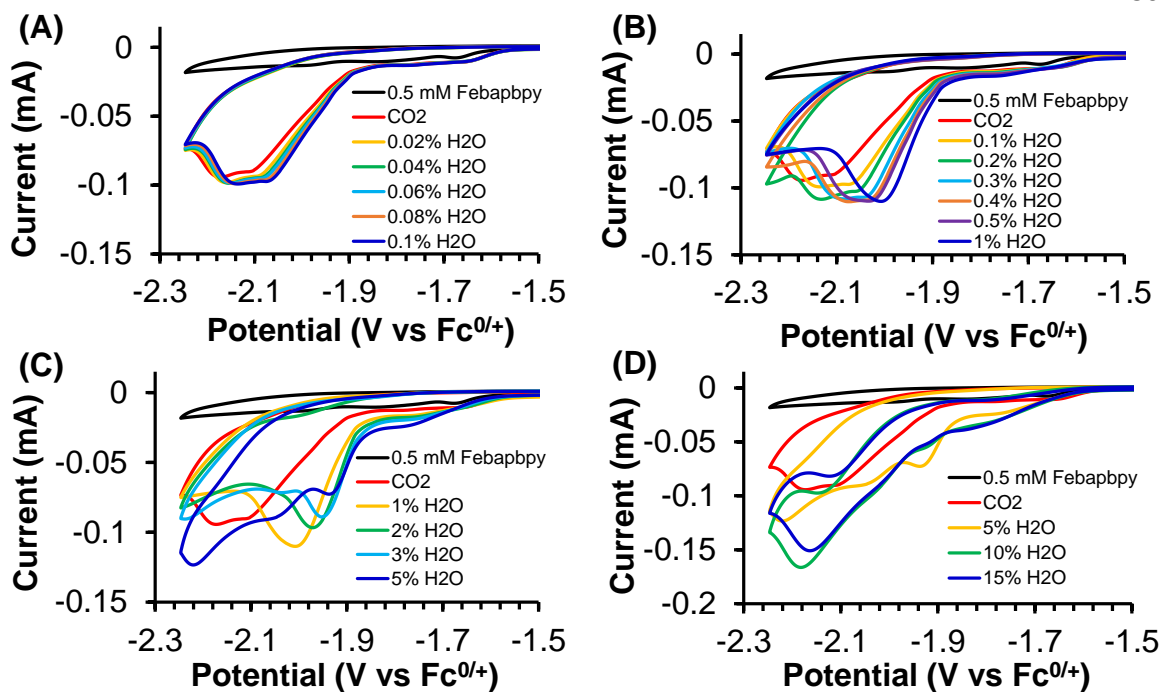 (A)
0
-0.05
-0.1
-0.15
Current (mA)
0.5 mM Febapbpy
CO2
0.02% H2O
0.04% H2O
0.06% H2O
0.08% H2O
0.1% H2O
-2.3 -2.1 -1.9 -1.7 -1.5
Potential (V vs Fc0/+)
(B)
0
-0.05
-0.1
-0.15
Current (mA)
0.5 mM Febapbpy
CO2
0.1% H2O
0.2% H2O
0.3% H2O
0.4% H2O
0.5% H2O
1% H2O
-2.3 -2.1 -1.9 -1.7 -1.5
Potential (V vs Fc0/+)
(C)
0
-0.05
-0.1
-0.15
Current (mA)
0.5 mM Febapbpy
CO2
1% H2O
2% H2O
3% H2O
5% H2O
-2.3 -2.1 -1.9 -1.7 -1.5
Potential (V vs Fc0/+)
(D)
0
-0.05
-0.1
-0.15
-0.2
Current (mA)
0.5 mM Febapbpy
CO2
5% H2O
10% H2O
15% H2O
-2.3 -2.1 -1.9 -1.7 -1.5
Potential (V vs Fc0/+)